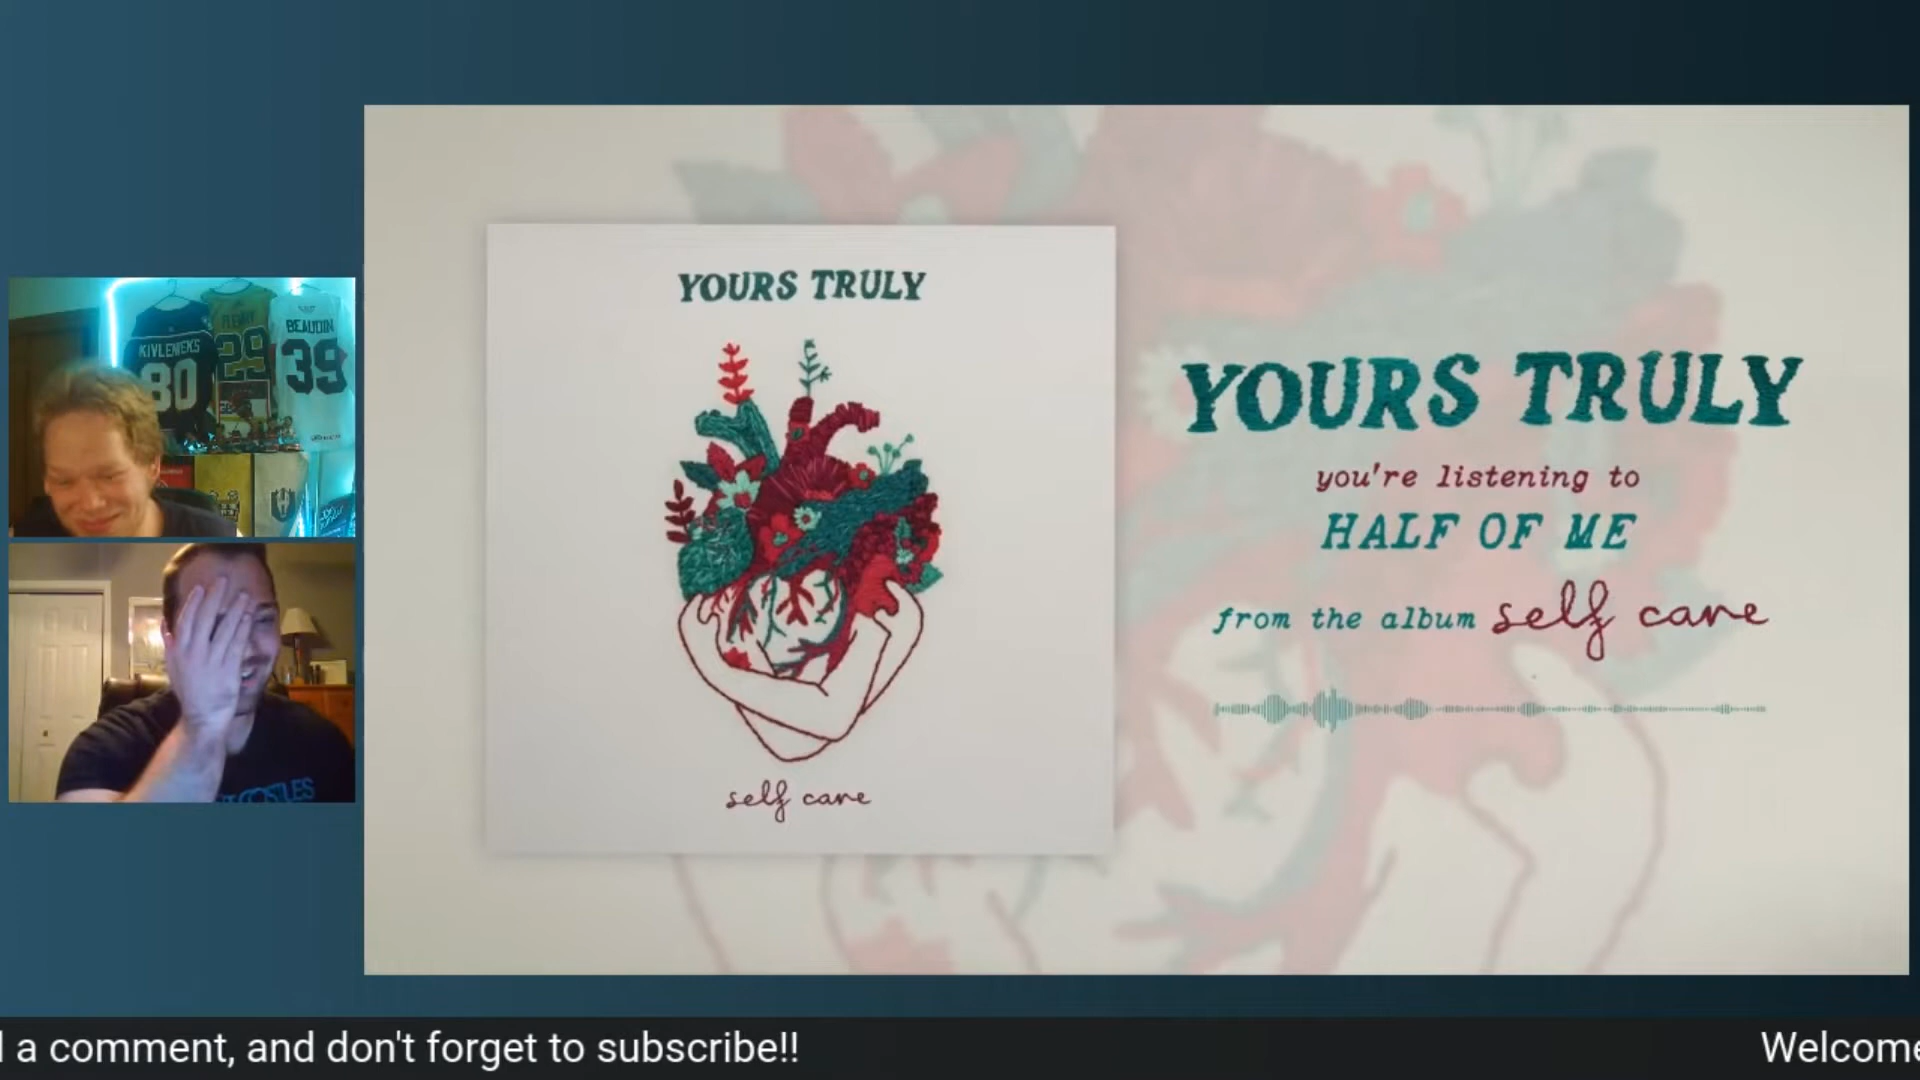 KIVLENIEKS
80
FLEURY
29
BEAUDIN
39
YOURS TRULY
self care
YOURS TRULY
you're listening to
HALF OF ME
from the album self care
l a comment, and don't forget to subscribe!!
Welcome